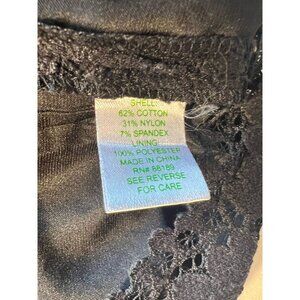 SHELL:
62% COTTON
31% NYLON
7% SPANDEX
LINING
100% POLYESTER
MADE IN CHINA
RN# 88189
SEE REVERSE
FOR CARE